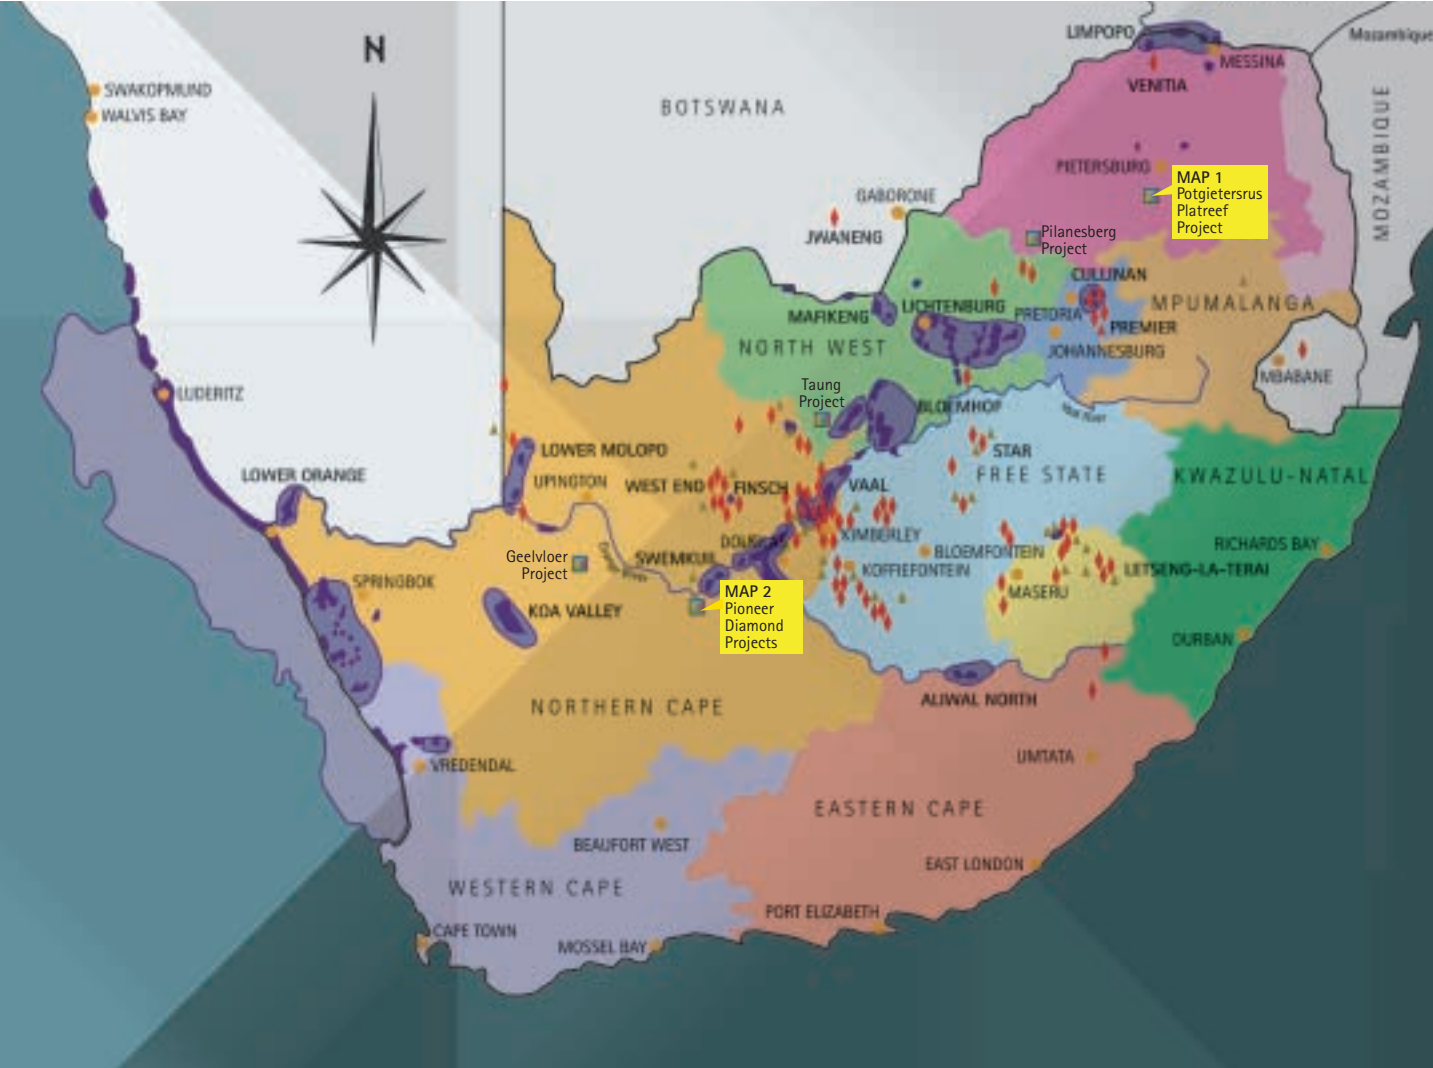 LIMPOPO
Mozambique
N
MESSINA
VENITIA
SWAKOPMUND
BOTSWANA
WALVIS BAY
MOZAMBIQUE
PIETERSBURG
MAP 1
Potgietersrus
Platreef
Project
GABORONE
JWANENG
Pilanesberg
Project
CULLINAN
MPUMALANGA
LICHTENBURG
PRETORIA
MAFIKENG
PREMIER
NORTH WEST
JOHANNESBURG
MBABANE
Taung
Project
LUDERITZ
BLOEMHOF
Vaal River
LOWER MOLOPO
STAR
LOWER ORANGE
FREE STATE
KWAZULU-NATAL
UPINGTON
WEST END
FINSCH
VAAL
KIMBERLEY
DOUGLAS
RICHARDS BAY
BLOEMFONTEIN
Geelvloer
Project
SWEMKUIL
Orange River
KOFFIEFONTEIN
LETSENG-LA-TERAI
SPRINGBOK
MASERU
MAP 2
Pioneer
Diamond
Projects
KOA VALLEY
DURBAN
ALIWAL NORTH
NORTHERN CAPE
UMTATA
VREDENDAL
EASTERN CAPE
BEAUFORT WEST
EAST LONDON
WESTERN CAPE
PORT ELIZABETH
CAPE TOWN
MOSSEL BAY